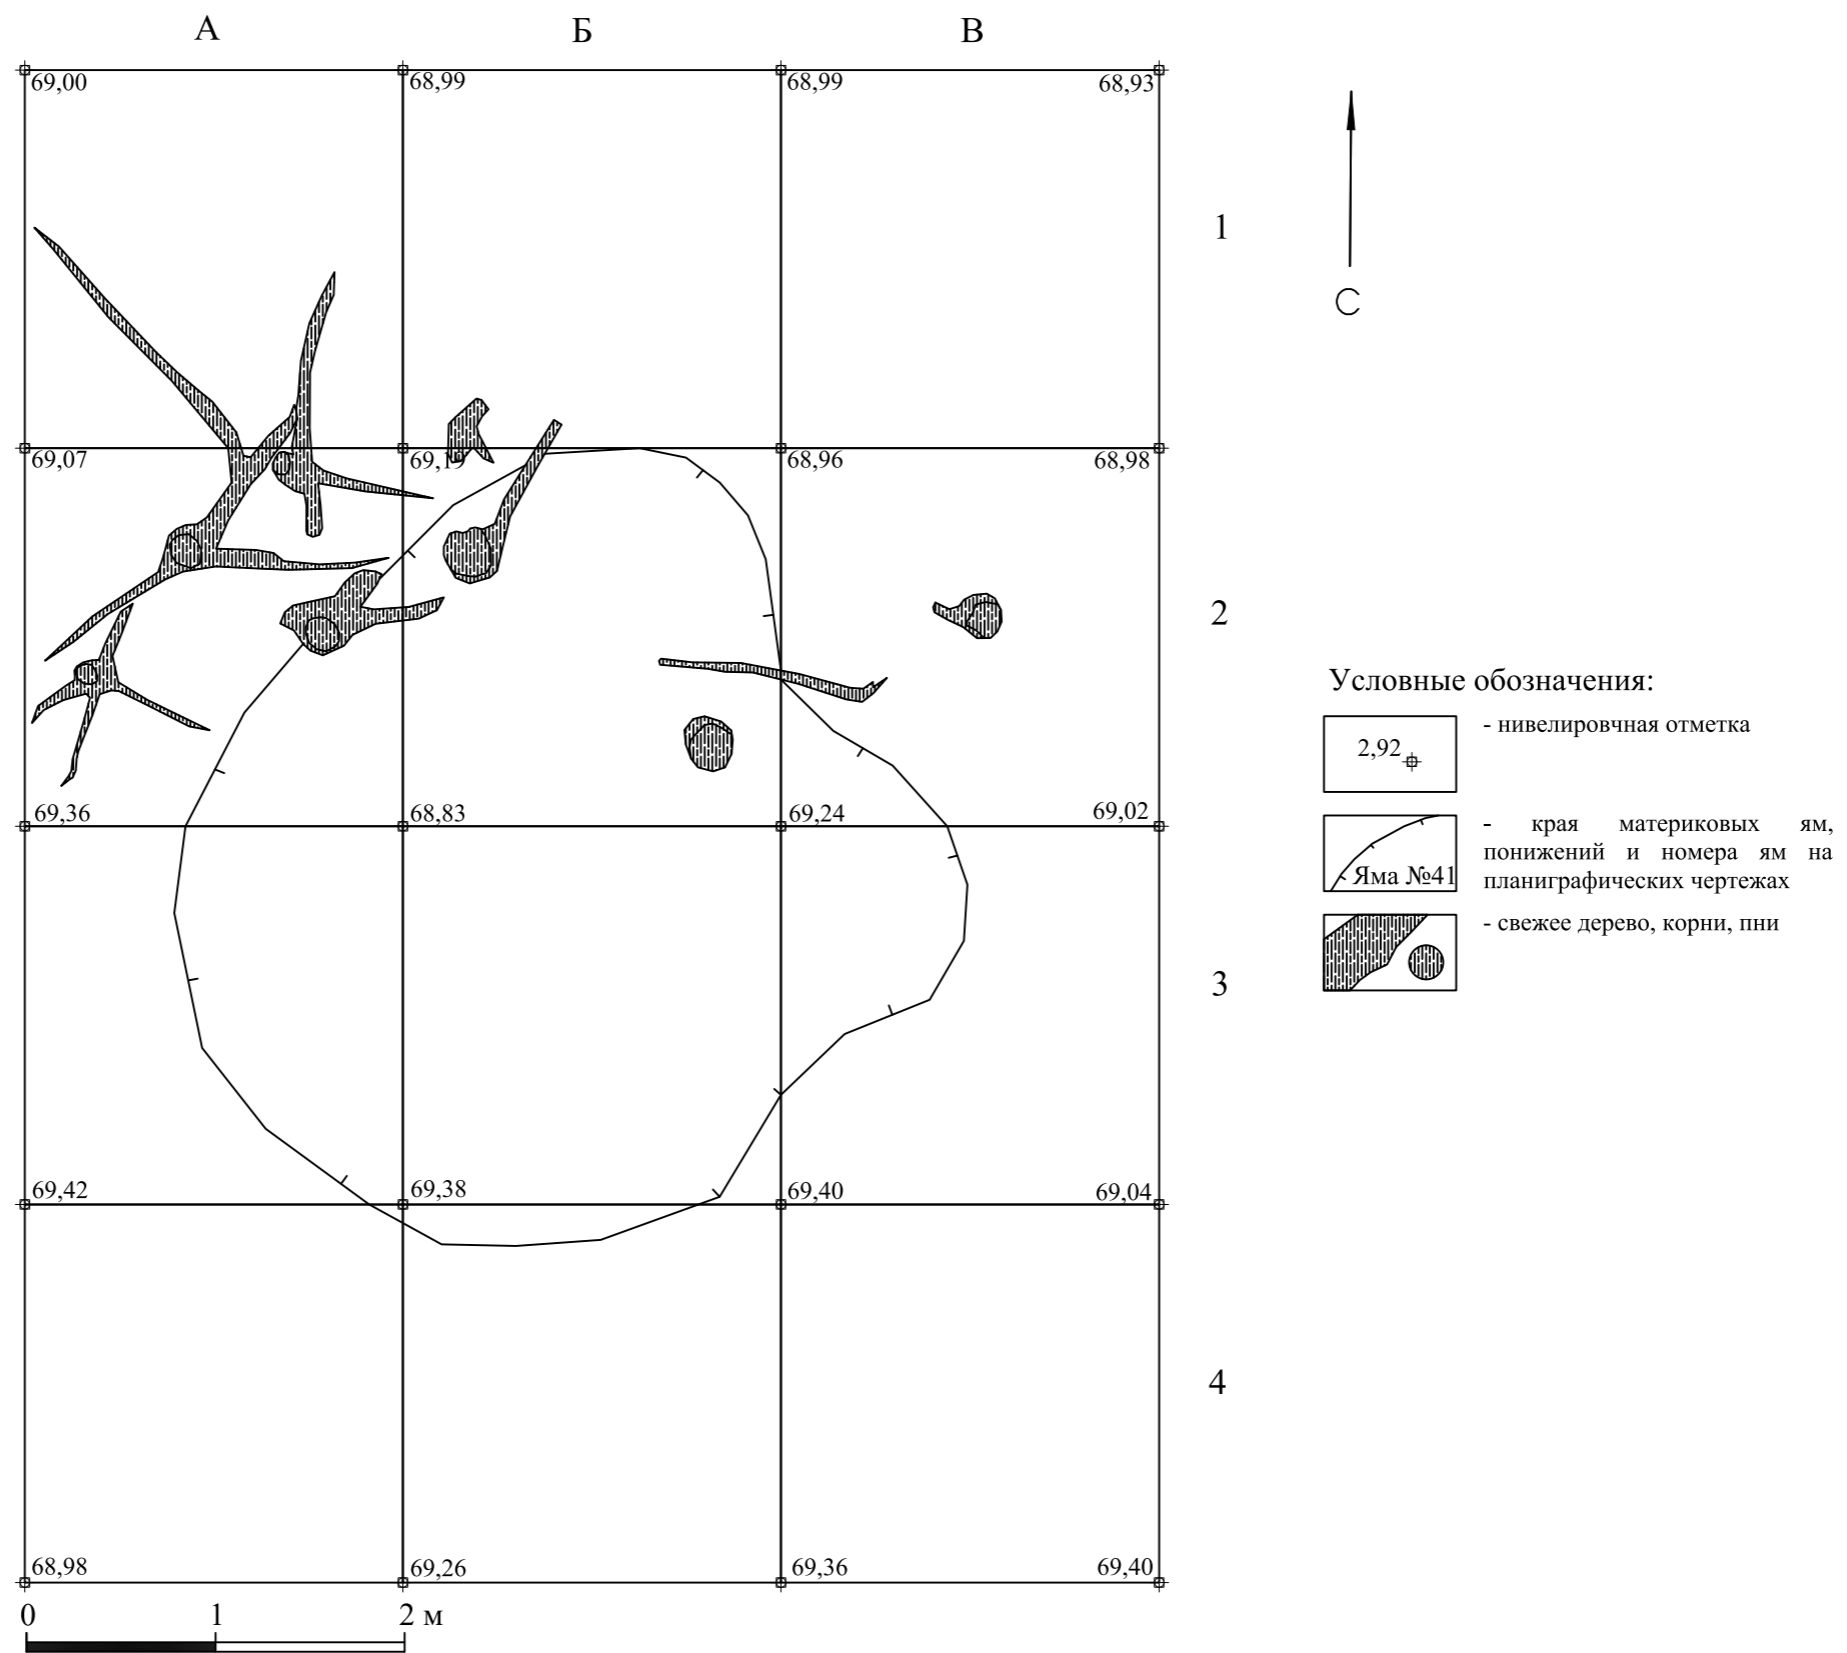 А Б В
69,00 68,99 68,99 68,93
1
С
69,07 69,19 68,96 68,98
2
Условные обозначения:
2,92
- нивелировчная отметка
69,36 68,83 69,24 69,02
Яма №41
- края материковых ям,
понижений и номера ям на
планиграфических чертежах
- свежее дерево, корни, пни
3
69,42 69,38 69,40 69,04
4
68,98 69,26 69,36 69,40
0 1 2 м